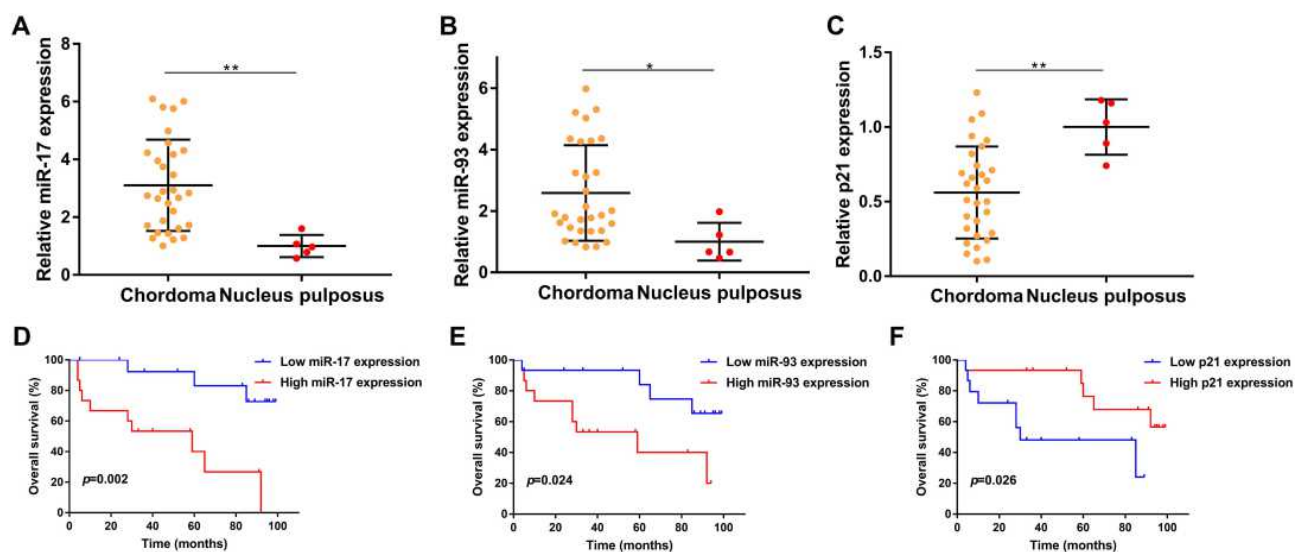 A
Relative miR-17 expression
8
6
4
2
0
**
Chordoma Nucleus pulposus
B
Relative miR-93 expression
6
4
2
0
*
Chordoma Nucleus pulposus
C
Relative p21 expression
1.5
1.0
0.5
0.0
**
Chordoma Nucleus pulposus
D
Overall survival (%)
100
80
60
40
20
Low miR-17 expression
High miR-17 expression
p=0.002
0 20 40 60 80 100
Time (months)
E
Overall survival (%)
100
80
60
40
20
Low miR-93 expression
High miR-93 expression
p=0.024
0 20 40 60 80 100
Time (months)
F
Overall survival (%)
100
80
60
40
20
Low p21 expression
High p21 expression
p=0.026
0 20 40 60 80 100
Time (months)